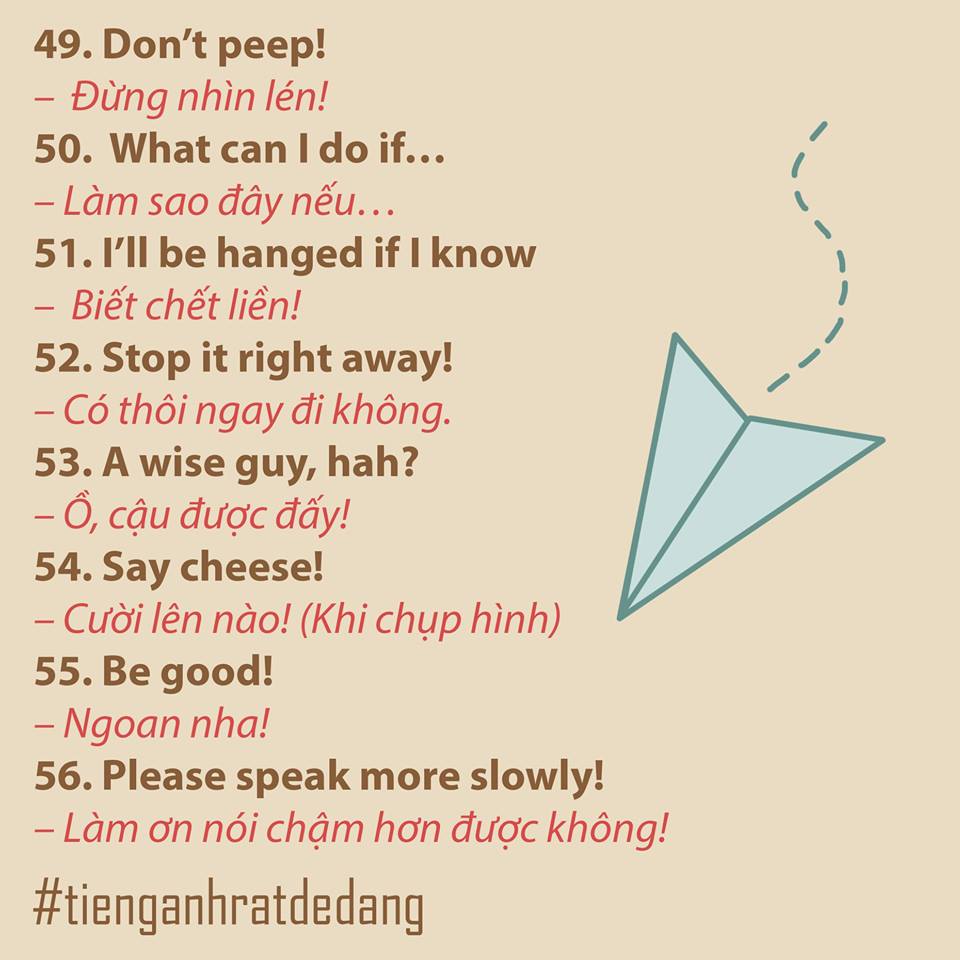 49. Don’t peep!
– Đừng nhìn lén!
50. What can I do if…
– Làm sao đây nếu…
51. I’ll be hanged if I know
– Biết chết liền!
52. Stop it right away!
– Có thôi ngay đi không.
53. A wise guy, hah?
– Ồ, cậu được đấy!
54. Say cheese!
– Cười lên nào! (Khi chụp hình)
55. Be good!
– Ngoan nha!
56. Please speak more slowly!
– Làm ơn nói chậm hơn được không!
#tienganhratdedang